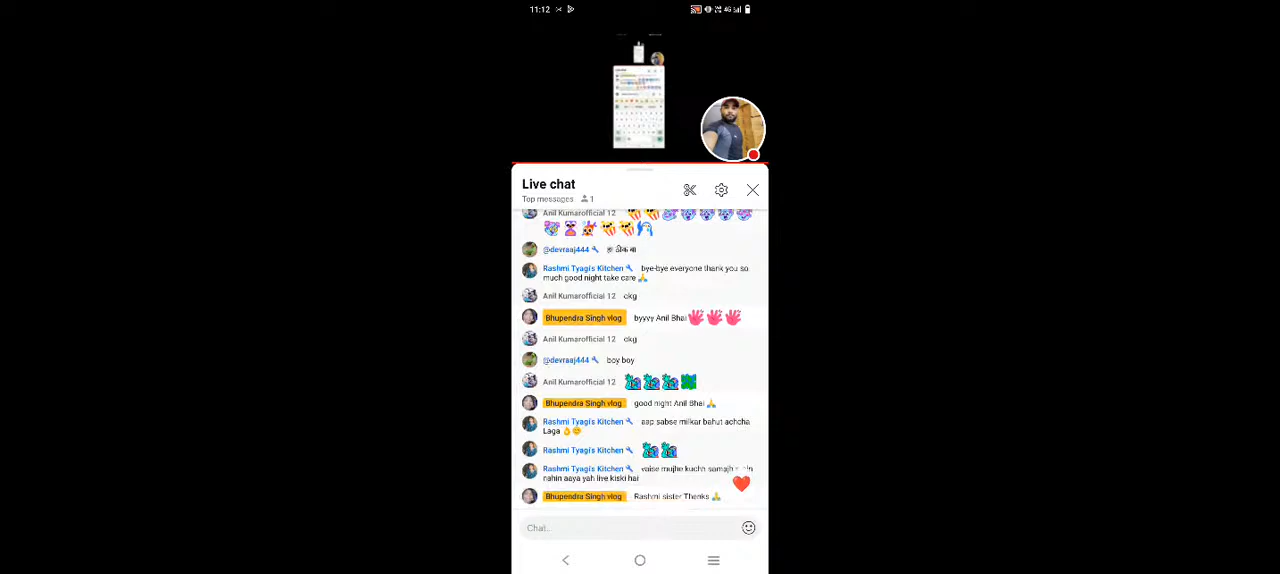 11:12
4G
Live chat
Top messages 1
Anil Kumarofficial 12
@devraaj444
Rashmi Tyagi's Kitchen bye-bye everyone thank you so
much good night take care 🙏
Anil Kumarofficial 12 ckg
Bhupendra Singh vlog byyyy Anil Bhai
Anil Kumarofficial 12 ckg
@devraaj444 boy boy
Anil Kumarofficial 12
Bhupendra Singh vlog good night Anil Bhai 🙏
Rashmi Tyagi's Kitchen aap sabse milkar bahut achcha
Laga 👌😊
Rashmi Tyagi's Kitchen
Rashmi Tyagi's Kitchen vaise mujhe kuchh samajh mein
nahin aaya yah live kiski hai
Bhupendra Singh vlog Rashmi sister Thenks 🙏
Chat...